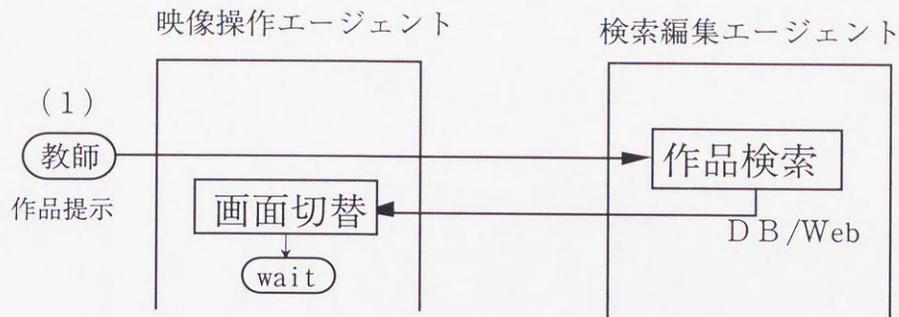 映像操作エージェント
検索編集エージェント
(1)
教師
作品提示
作品検索
画面切替
DB/Web
wait